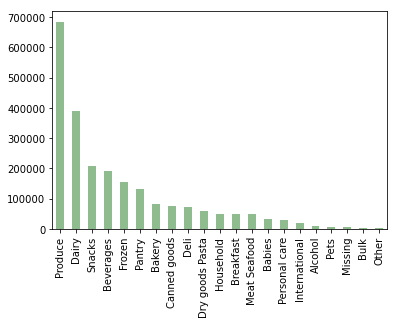 700000
600000
500000
400000
300000
200000
100000
0
Produce
Dairy
Snacks
Beverages
Frozen
Pantry
Bakery
Canned goods
Deli
Dry goods Pasta
Household
Breakfast
Meat Seafood
Babies
Personal care
International
Alcohol
Pets
Missing
Bulk
Other